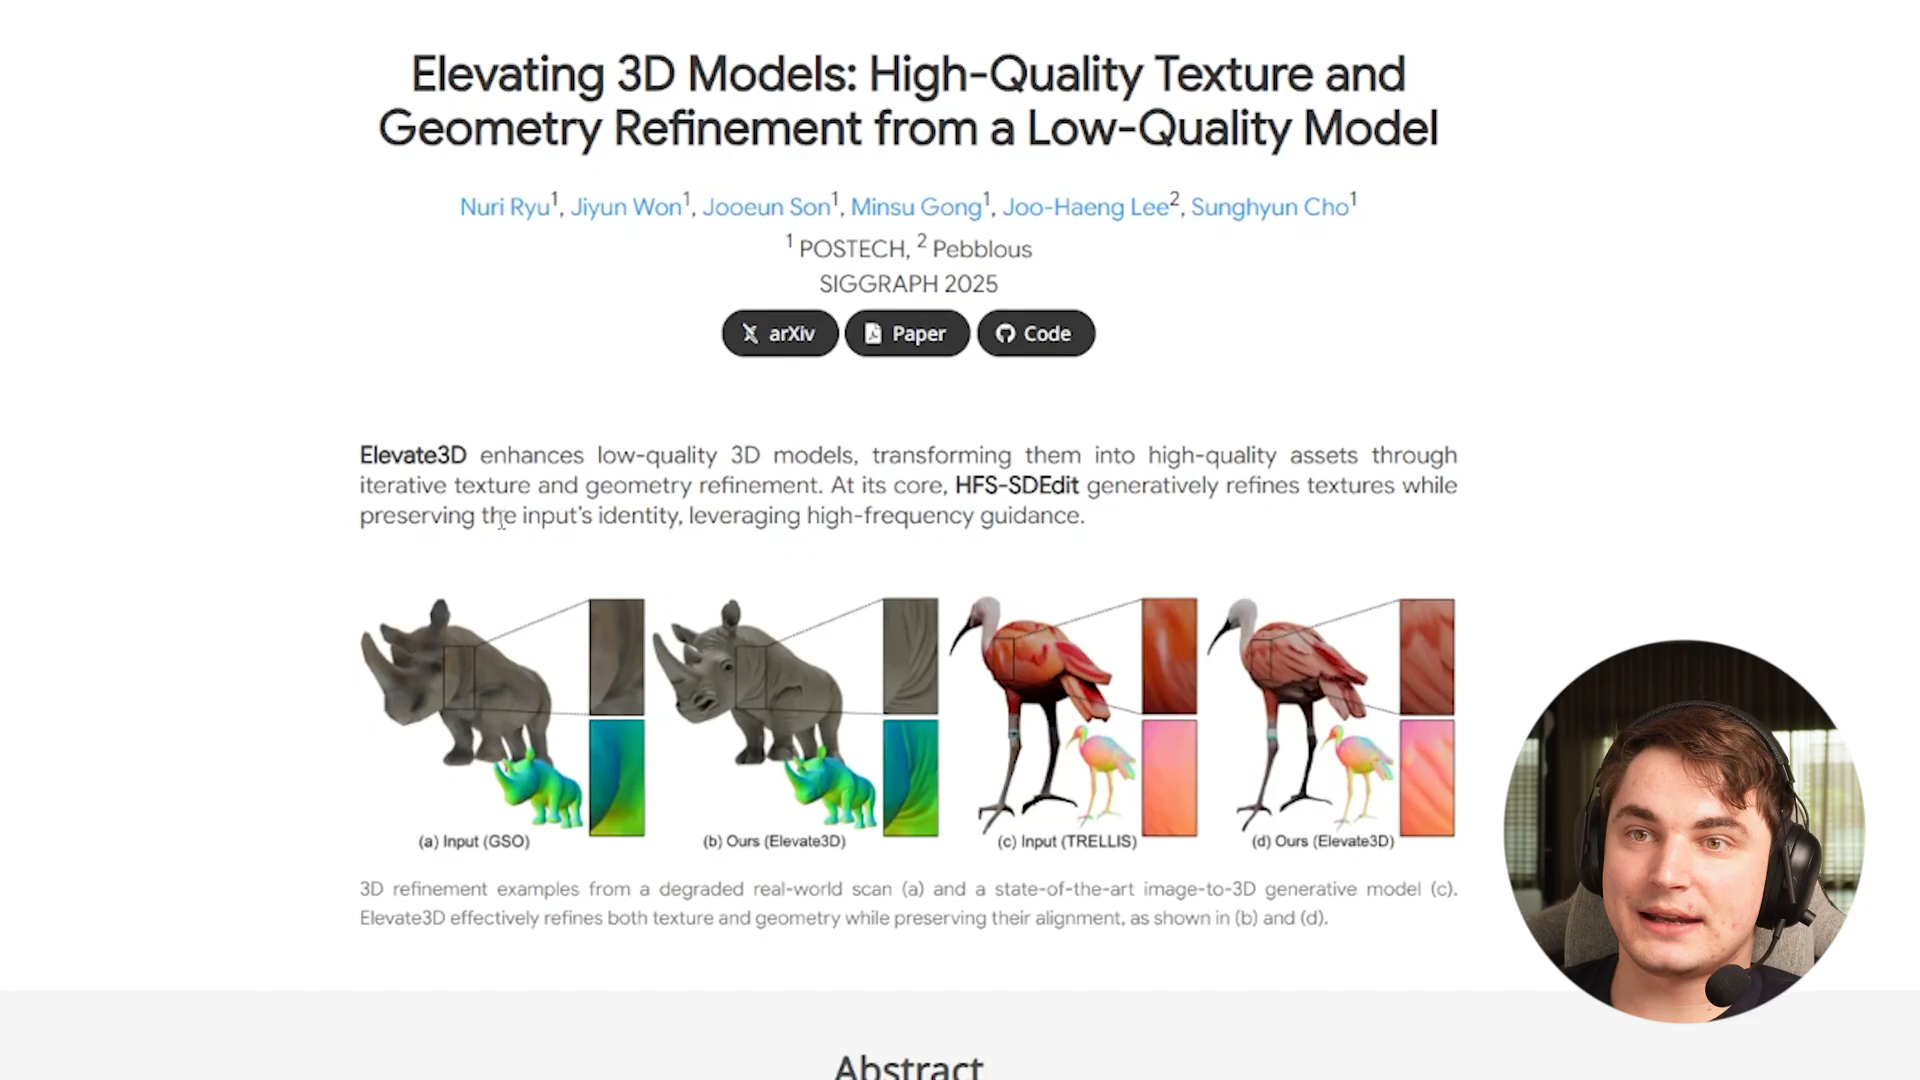 Elevating 3D Models: High-Quality Texture and
Geometry Refinement from a Low-Quality Model
Nuri Ryu1, Jiyun Won1, Jooeun Son1, Minsu Gong1, Joo-Haeng Lee2, Sunghyun Cho1
1 POSTECH, 2 Pebblous
SIGGRAPH 2025
arXiv Paper Code
Elevate3D enhances low-quality 3D models, transforming them into high-quality assets through
iterative texture and geometry refinement. At its core, HFS-SDEdit generatively refines textures while
preserving the input's identity, leveraging high-frequency guidance.
(a) Input (GSO) (b) Ours (Elevate3D) (c) Input (TRELLIS) (d) Ours (Elevate3D)
3D refinement examples from a degraded real-world scan (a) and a state-of-the-art image-to-3D generative model (c).
Elevate3D effectively refines both texture and geometry while preserving their alignment, as shown in (b) and (d).
Abstract